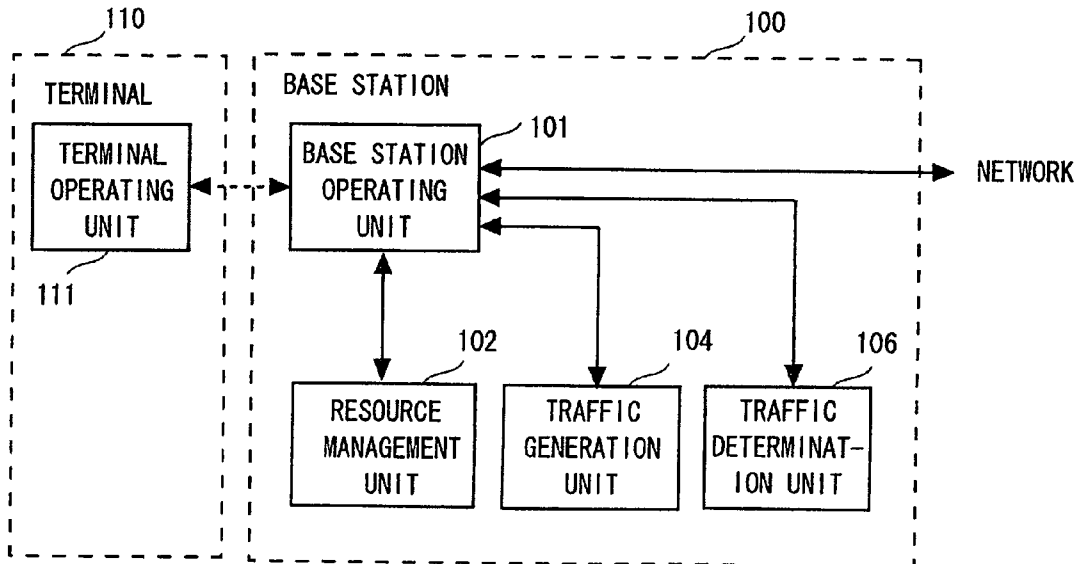 110
100
TERMINAL
BASE STATION
101
TERMINAL
OPERATING
UNIT
BASE STATION
OPERATING
UNIT
NETWORK
111
102
104
106
RESOURCE
MANAGEMENT
UNIT
TRAFFIC
GENERATION
UNIT
TRAFFIC
DETERMINAT-
ION UNIT